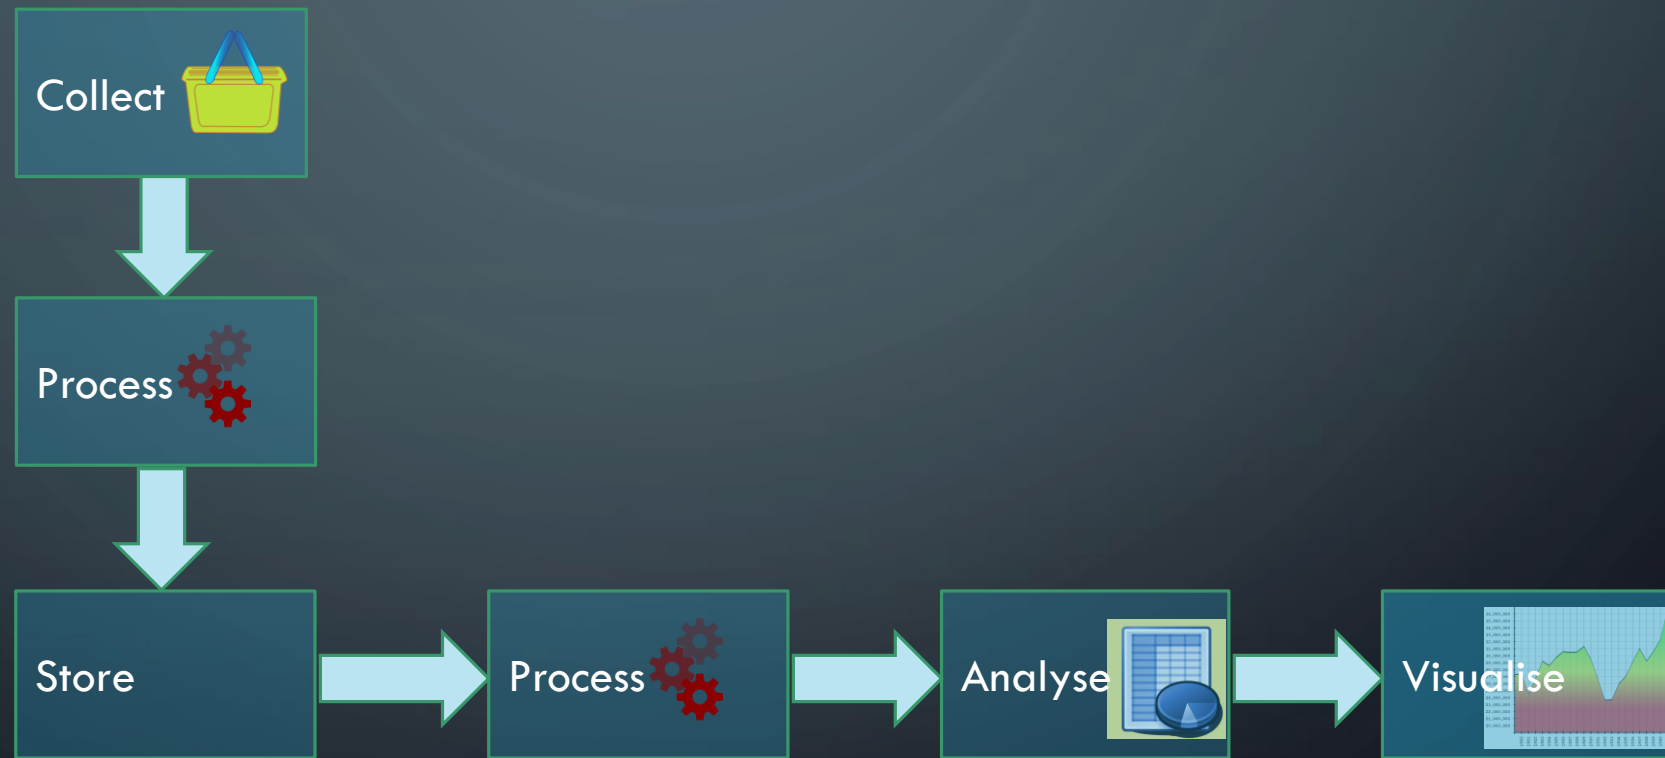 Collect
Process
Store
Process
Analyse
Visualise